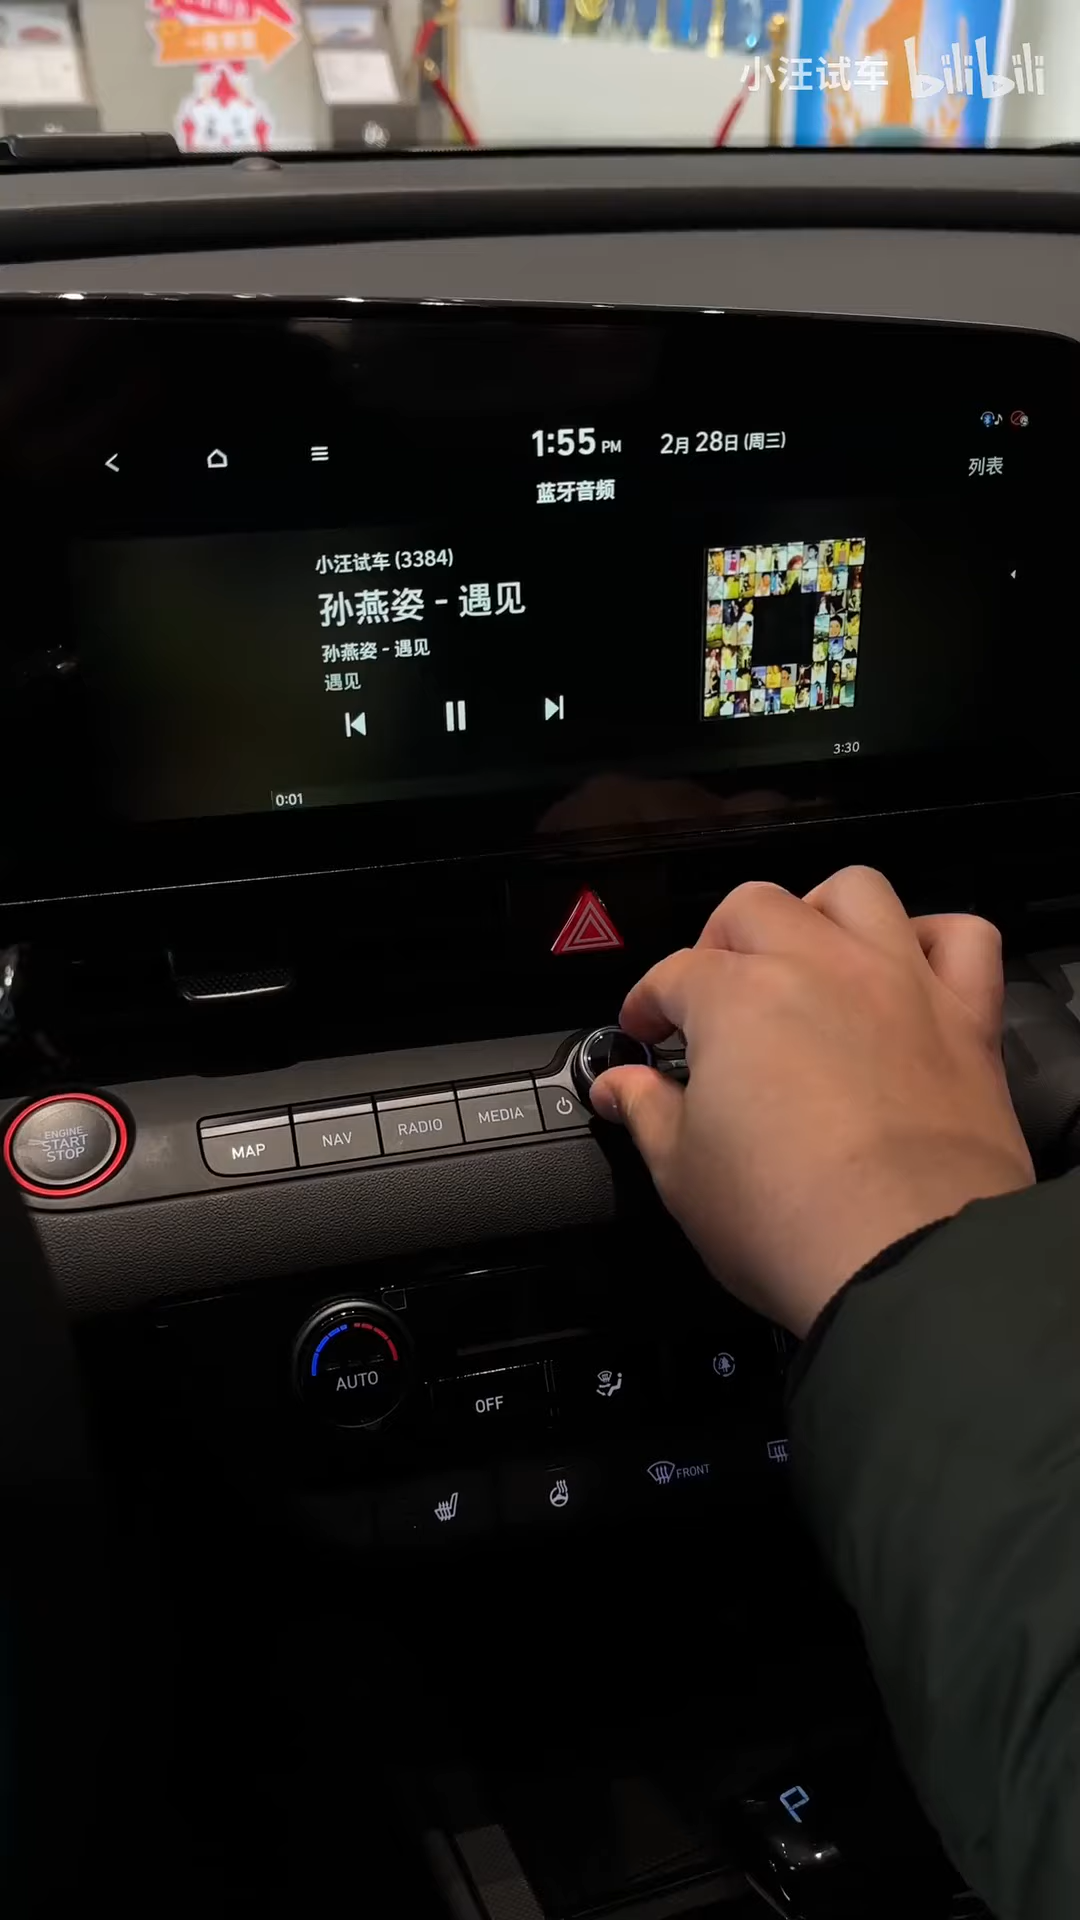 小汪试车 bilibili
1:55 PM 2月 28日 (周三)
蓝牙音频
列表
小汪试车 (3384)
孙燕姿 - 遇见
孙燕姿 - 遇见
遇见
3:30
0:01
ENGINE
START
STOP
MAP
NAV
RADIO
MEDIA
AUTO
OFF
FRONT
P